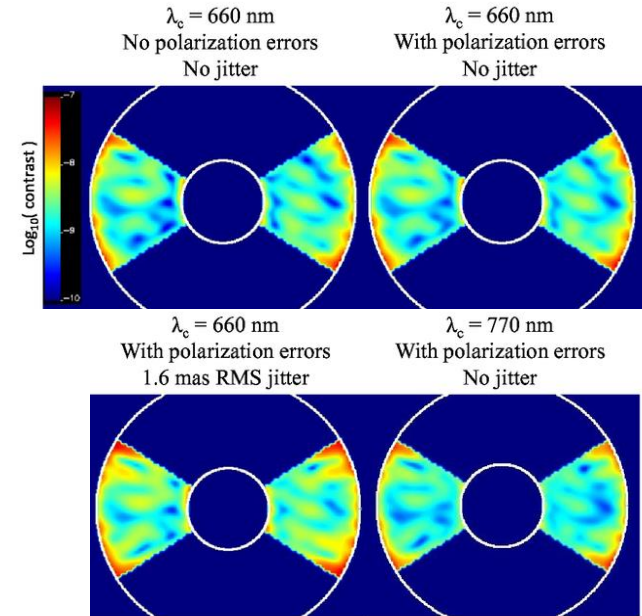 λc = 660 nm
No polarization errors
No jitter
λc = 660 nm
With polarization errors
No jitter
-7
-8
-9
-10
Log10( contrast )
λc = 660 nm
With polarization errors
1.6 mas RMS jitter
λc = 770 nm
With polarization errors
No jitter